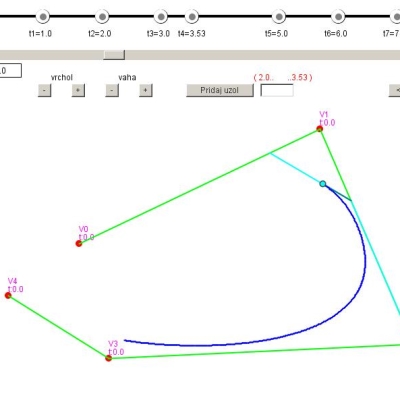 t1=1.0 t2=2.0 t3=3.0 t4=3.53 t5=5.0 t6=6.0 t7=7
.0
vrchol vaha ( 2.0.. ..3.53 )
- + - + Pridaj uzol <
V1
t:0.0
V0
t:0.0
V4
t:0.0
V3
t:0.0